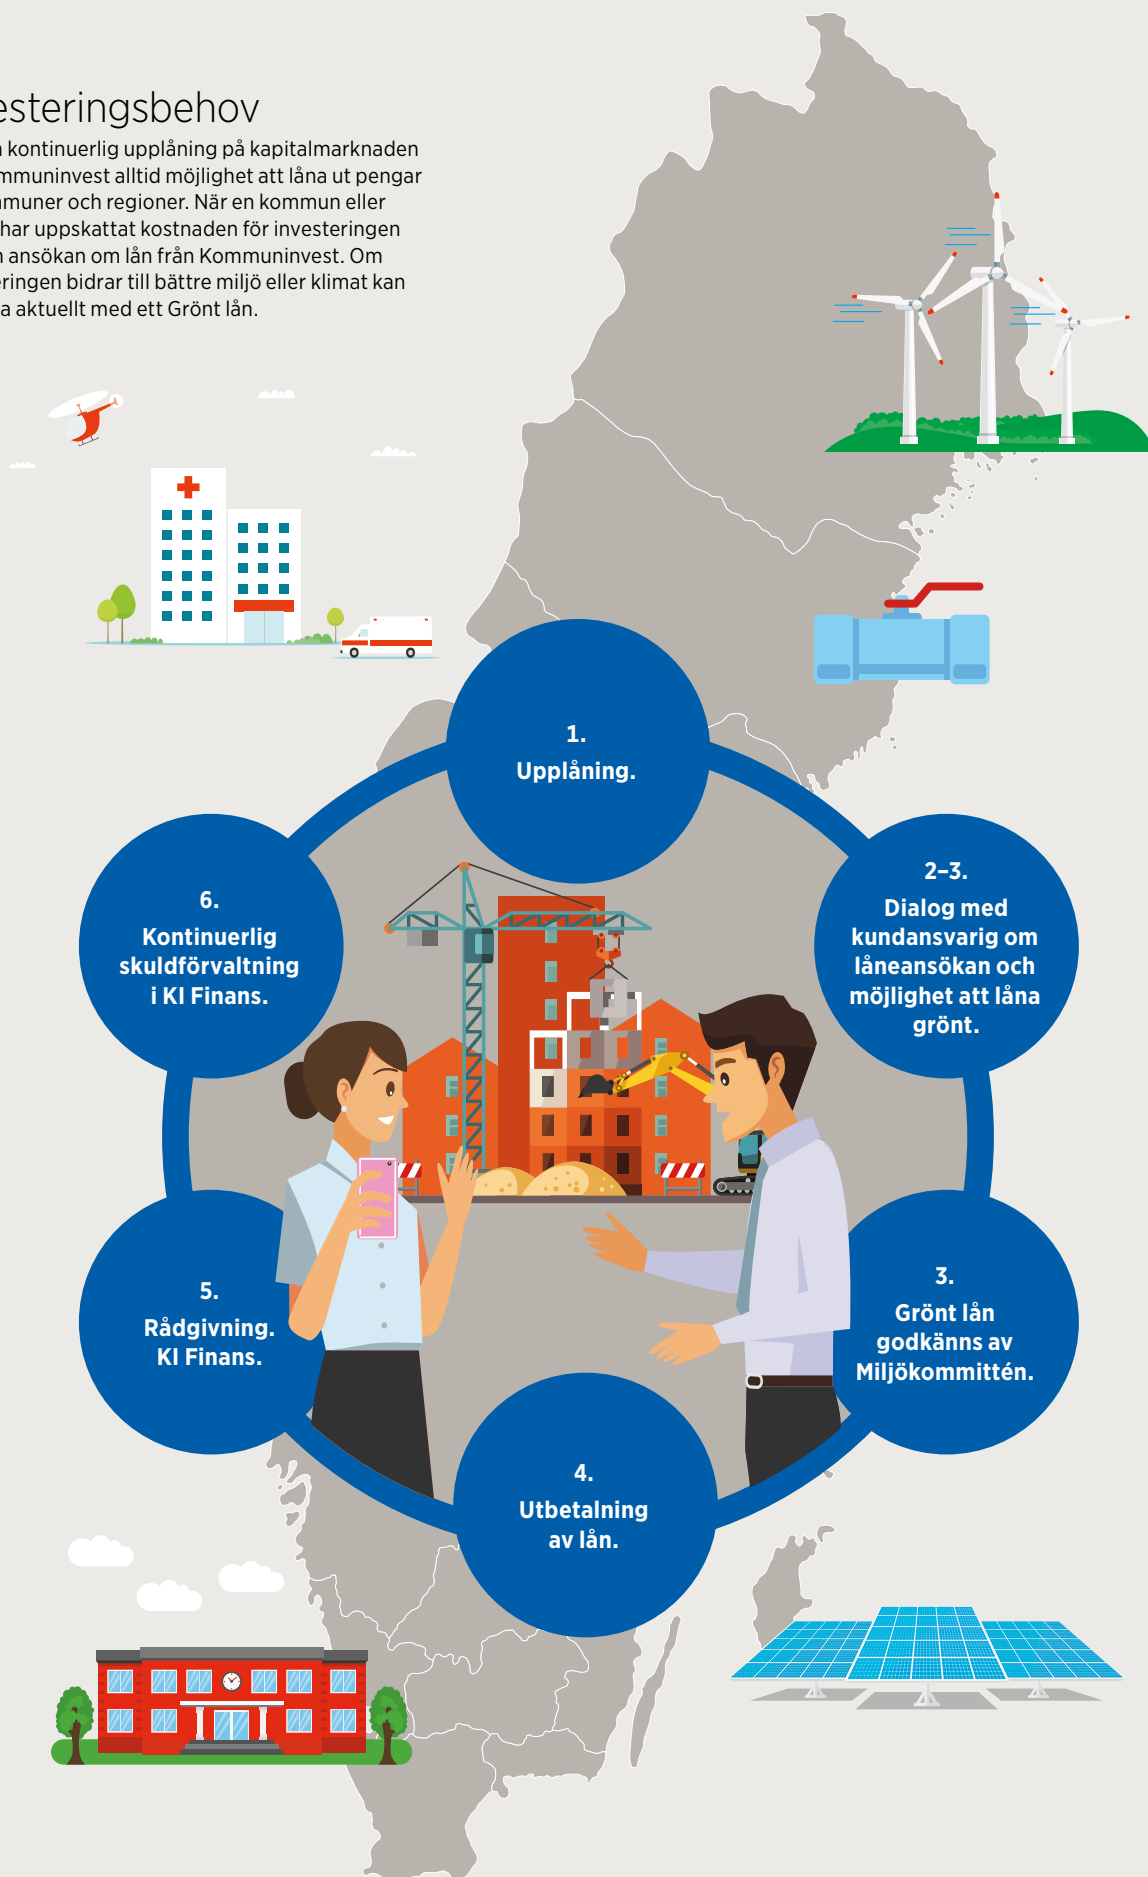 esteringsbehov
kontinuerlig upplåning på kapitalmarknaden
mmuninvest alltid möjlighet att låna ut pengar
muner och regioner. När en kommun eller
har uppskattat kostnaden för investeringen
n ansökan om lån från Kommuninvest. Om
eringen bidrar till bättre miljö eller klimat kan
a aktuellt med ett Grönt lån.
1.
Upplåning.
2–3.
Dialog med
kundansvarig om
låneansökan och
möjlighet att låna
grönt.
3.
Grönt lån
godkänns av
Miljökommittén.
4.
Utbetalning
av lån.
5.
Rådgivning.
KI Finans.
6.
Kontinuerlig
skuldförvaltning
i KI Finans.